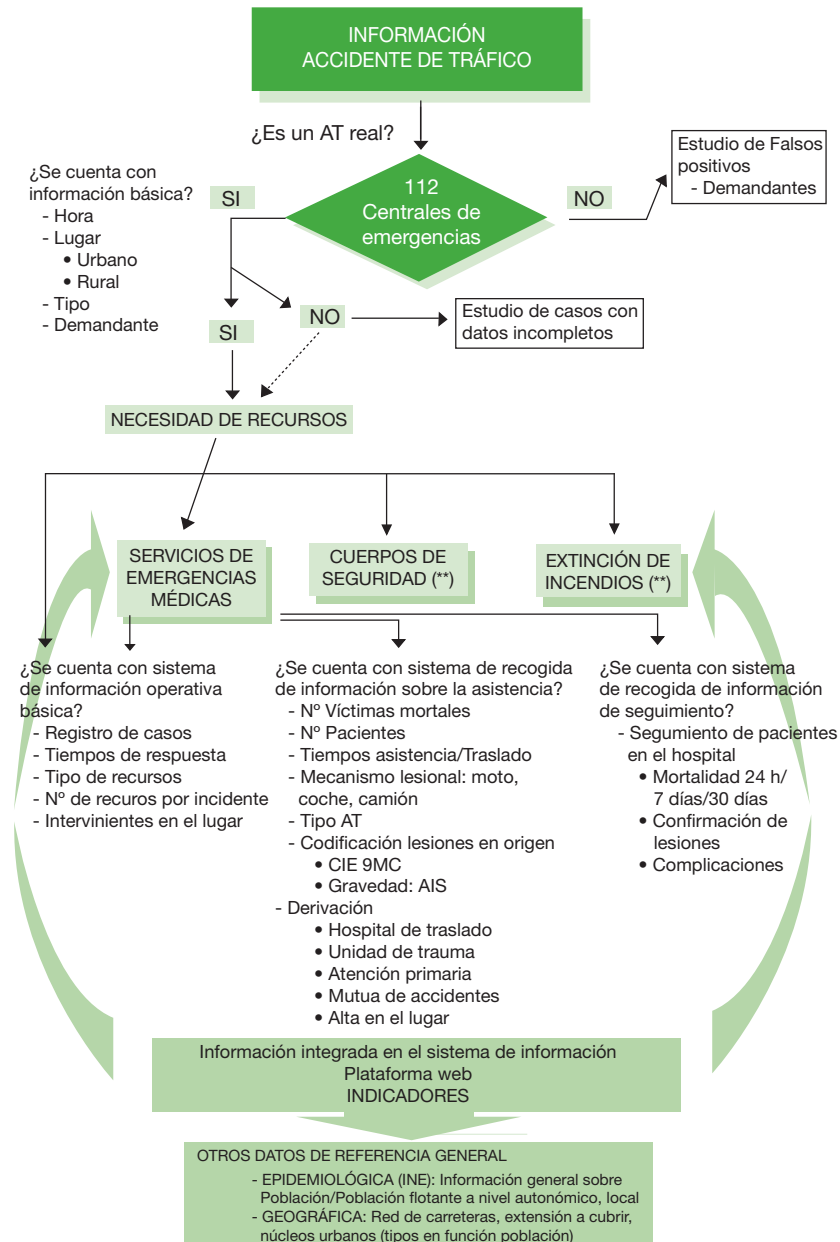 INFORMACIÓN
ACCIDENTE DE TRÁFICO
¿Es un AT real?
¿Se cuenta con
información básica?
- Hora
- Lugar
• Urbano
• Rural
- Tipo
- Demandante
SI
112
Centrales de
emergencias
NO
Estudio de Falsos
positivos
- Demandantes
SI
NO
Estudio de casos con
datos incompletos
NECESIDAD DE RECURSOS
SERVICIOS DE
EMERGENCIAS
MÉDICAS
CUERPOS DE
SEGURIDAD (**)
EXTINCIÓN DE
INCENDIOS (**)
¿Se cuenta con sistema
de información operativa
básica?
- Registro de casos
- Tiempos de respuesta
- Tipo de recursos
- Nº de recuros por incidente
- Intervinientes en el lugar
¿Se cuenta con sistema de recogida
de información sobre la asistencia?
- Nº Víctimas mortales
- Nº Pacientes
- Tiempos asistencia/Traslado
- Mecanismo lesional: moto,
coche, camión
- Tipo AT
- Codificación lesiones en origen
• CIE 9MC
• Gravedad: AIS
- Derivación
• Hospital de traslado
• Unidad de trauma
• Atención primaria
• Mutua de accidentes
• Alta en el lugar
¿Se cuenta con sistema
de recogida de información
de seguimiento?
- Segumiento de pacientes
en el hospital
• Mortalidad 24 h/
7 días/30 días
• Confirmación de
lesiones
• Complicaciones
Información integrada en el sistema de información
Plataforma web
INDICADORES
OTROS DATOS DE REFERENCIA GENERAL
- EPIDEMIOLÓGICA (INE): Información general sobre
Población/Población flotante a nivel autonómico, local
- GEOGRÁFICA: Red de carreteras, extensión a cubrir,
núcleos urbanos (tipos en función población)